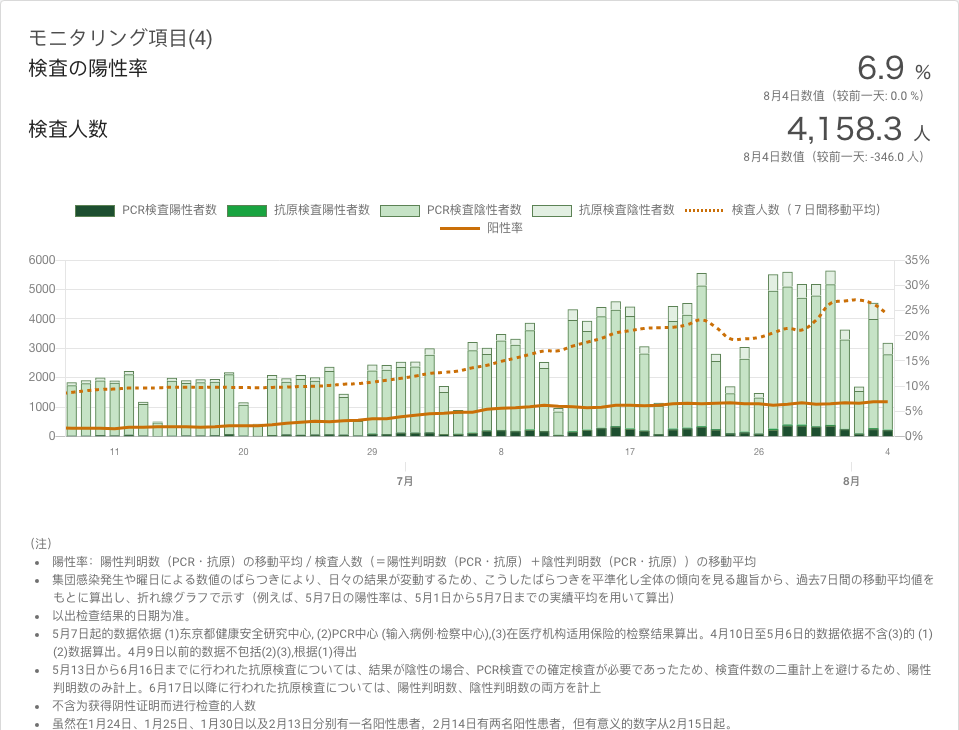 モニタリング項目(4)
検査の陽性率
6.9 %
8月4日数值（较前一天: 0.0 %）
検査人数
4,158.3 人
8月4日数值（较前一天: -346.0 人）
PCR検査陽性者数 抗原検査陽性者数 PCR検査陰性者数 抗原検査陰性者数 検査人数（７日間移動平均）
阳性率
6000 35%
30%
5000
25%
4000
20%
3000
15%
2000
10%
1000
5%
0 0%
11 20 29 8 17 26 4
7月 8月
（注）
陽性率：陽性判明数（PCR・抗原）の移動平均 / 検査人数（＝陽性判明数（PCR・抗原）＋陰性判明数（PCR・抗原））の移動平均
集団感染発生や曜日による数値のばらつきにより、日々の結果が変動するため、こうしたばらつきを平準化し全体の傾向を見る趣旨から、過去7日間の移動平均値を
もとに算出し、折れ線グラフで示す（例えば、5月7日の陽性率は、5月1日から5月7日までの実績平均を用いて算出）
以出检查结果的日期为准。
5月7日起的数据依据 (1)东京都健康安全研究中心, (2)PCR中心 (输入病例·检察中心),(3)在医疗机构适用保险的检察结果算出。4月10日至5月6日的数据依据不含(3)的 (1)
(2)数据算出。4月9日以前的数据不包括(2)(3),根据(1)得出
5月13日から6月16日までに行われた抗原検査については、結果が陰性の場合、PCR検査での確定検査が必要であったため、検査件数の二重計上を避けるため、陽性
判明数のみ計上。6月17日以降に行われた抗原検査については、陽性判明数、陰性判明数の両方を計上
不含为获得阴性证明而进行检查的人数
虽然在1月24日、1月25日、1月30日以及2月13日分别有一名阳性患者，2月14日有两名阳性患者，但有意义的数字从2月15日起。